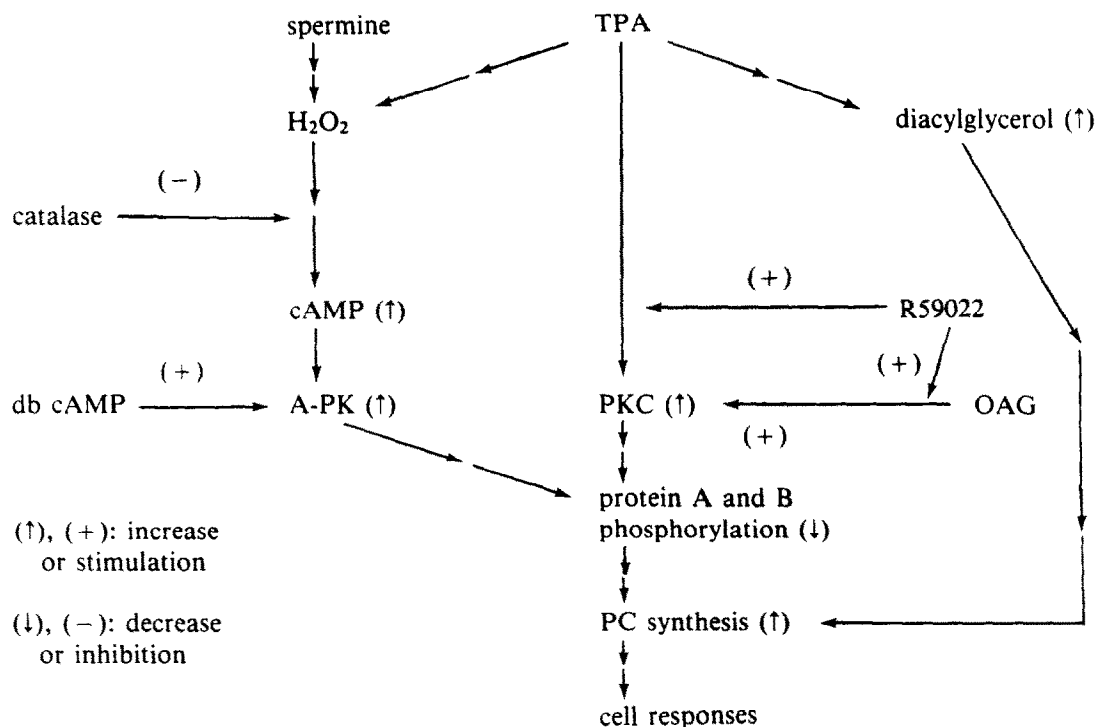 spermine
TPA
H₂O₂
diacylglycerol (↑)
(−)
catalase
(+)
cAMP (↑)
R59022
(+)
(+)
db cAMP
A-PK (↑)
PKC (↑)
OAG
(+)
protein A and B
phosphorylation (↓)
(↑), (+): increase
or stimulation
PC synthesis (↑)
(↓), (−): decrease
or inhibition
cell responses